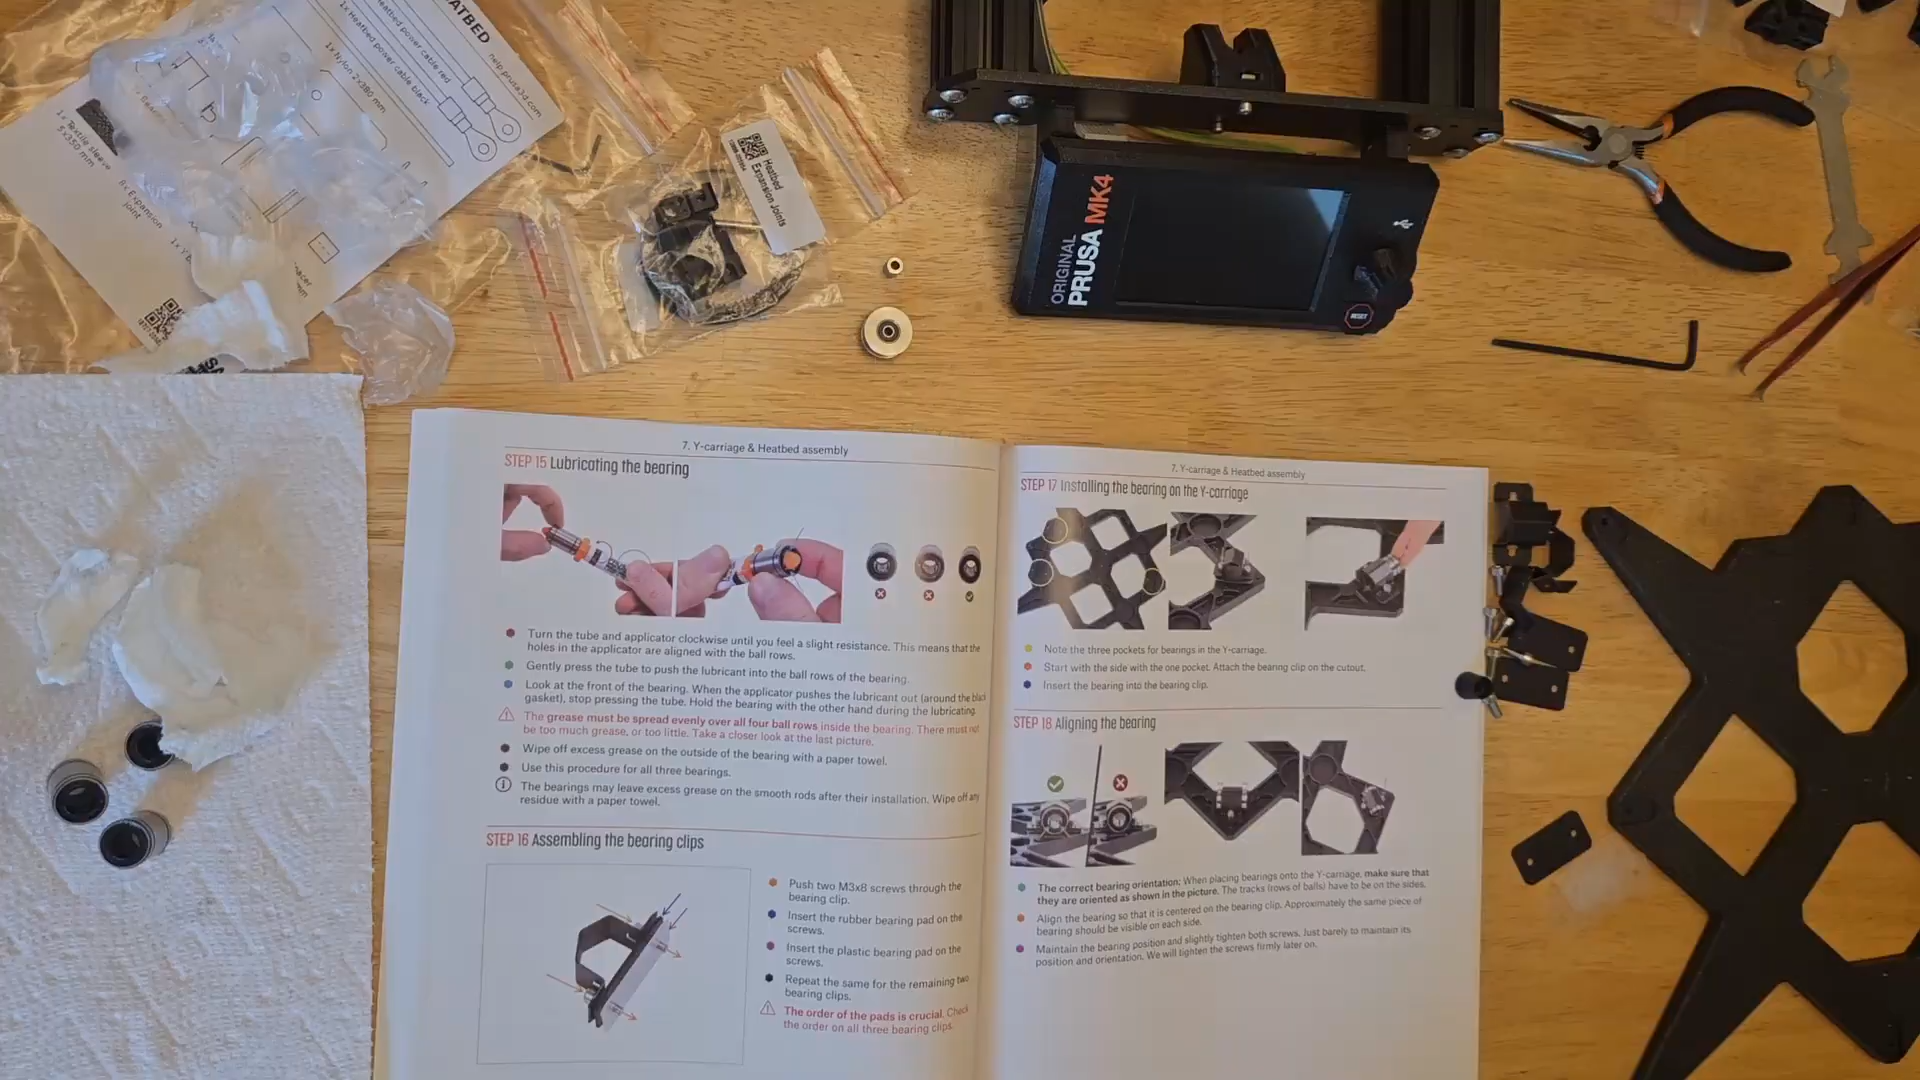 HEATBED
help.prusa3d.com
Heatbed power cable red
1x Heatbed power cable black
1x Nylon 2x380 mm
1x Textile sleeve
5x350 mm
8x Expansion
joint
Heatbed
Expansion Joints
ORIGINAL
PRUSA MK4
RESET
7. Y-carriage & Heatbed assembly
STEP 15 Lubricating the bearing
Turn the tube and applicator clockwise until you feel a slight resistance. This means that the
holes in the applicator are aligned with the ball rows.
Gently press the tube to push the lubricant into the ball rows of the bearing.
Look at the front of the bearing. When the applicator pushes the lubricant out (around the black
gasket), stop pressing the tube. Hold the bearing with the other hand during the lubricating.
The grease must be spread evenly over all four ball rows inside the bearing. There must not
be too much grease, or too little. Take a closer look at the last picture.
Wipe off excess grease on the outside of the bearing with a paper towel.
Use this procedure for all three bearings.
The bearings may leave excess grease on the smooth rods after their installation. Wipe off any
residue with a paper towel.
STEP 16 Assembling the bearing clips
Push two M3x8 screws through the
bearing clip.
Insert the rubber bearing pad on the
screws.
Insert the plastic bearing pad on the
screws.
Repeat the same for the remaining two
bearing clips.
The order of the pads is crucial. Check
the order on all three bearing clips.
7. Y-carriage & Heatbed assembly
STEP 17 Installing the bearing on the Y-carriage
Note the three pockets for bearings in the Y-carriage.
Start with the side with the one pocket. Attach the bearing clip on the cutout.
Insert the bearing into the bearing clip.
STEP 18 Aligning the bearing
The correct bearing orientation: When placing bearings onto the Y-carriage, make sure that
they are oriented as shown in the picture. The tracks (rows of balls) have to be on the sides.
Align the bearing so that it is centered on the bearing clip. Approximately the same piece of
bearing should be visible on each side.
Maintain the bearing position and slightly tighten both screws. Just barely to maintain its
position and orientation. We will tighten the screws firmly later on.